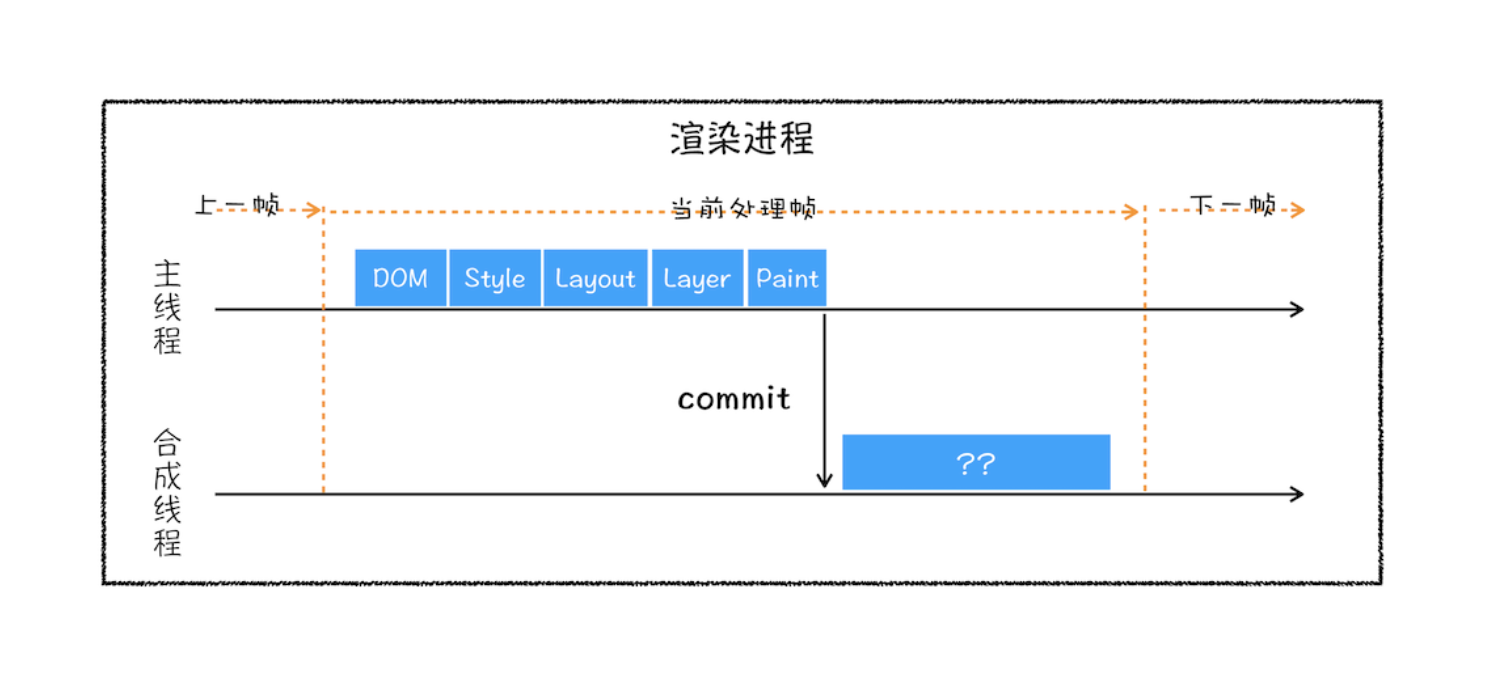 渲染进程
上一帧
当前处理帧
下一帧
主线程
DOM
Style
Layout
Layer
Paint
commit
合成线程
??